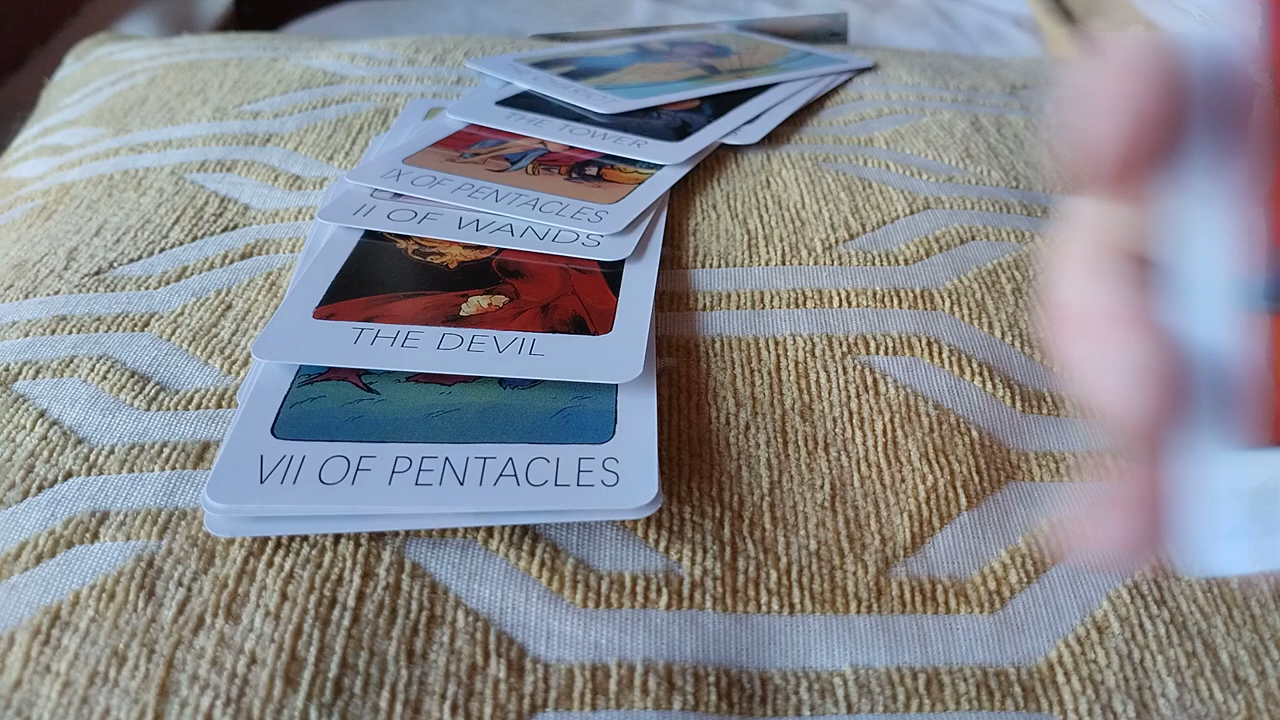 THE TOWER
IX OF PENTACLES
II OF WANDS
THE DEVIL
VII OF PENTACLES